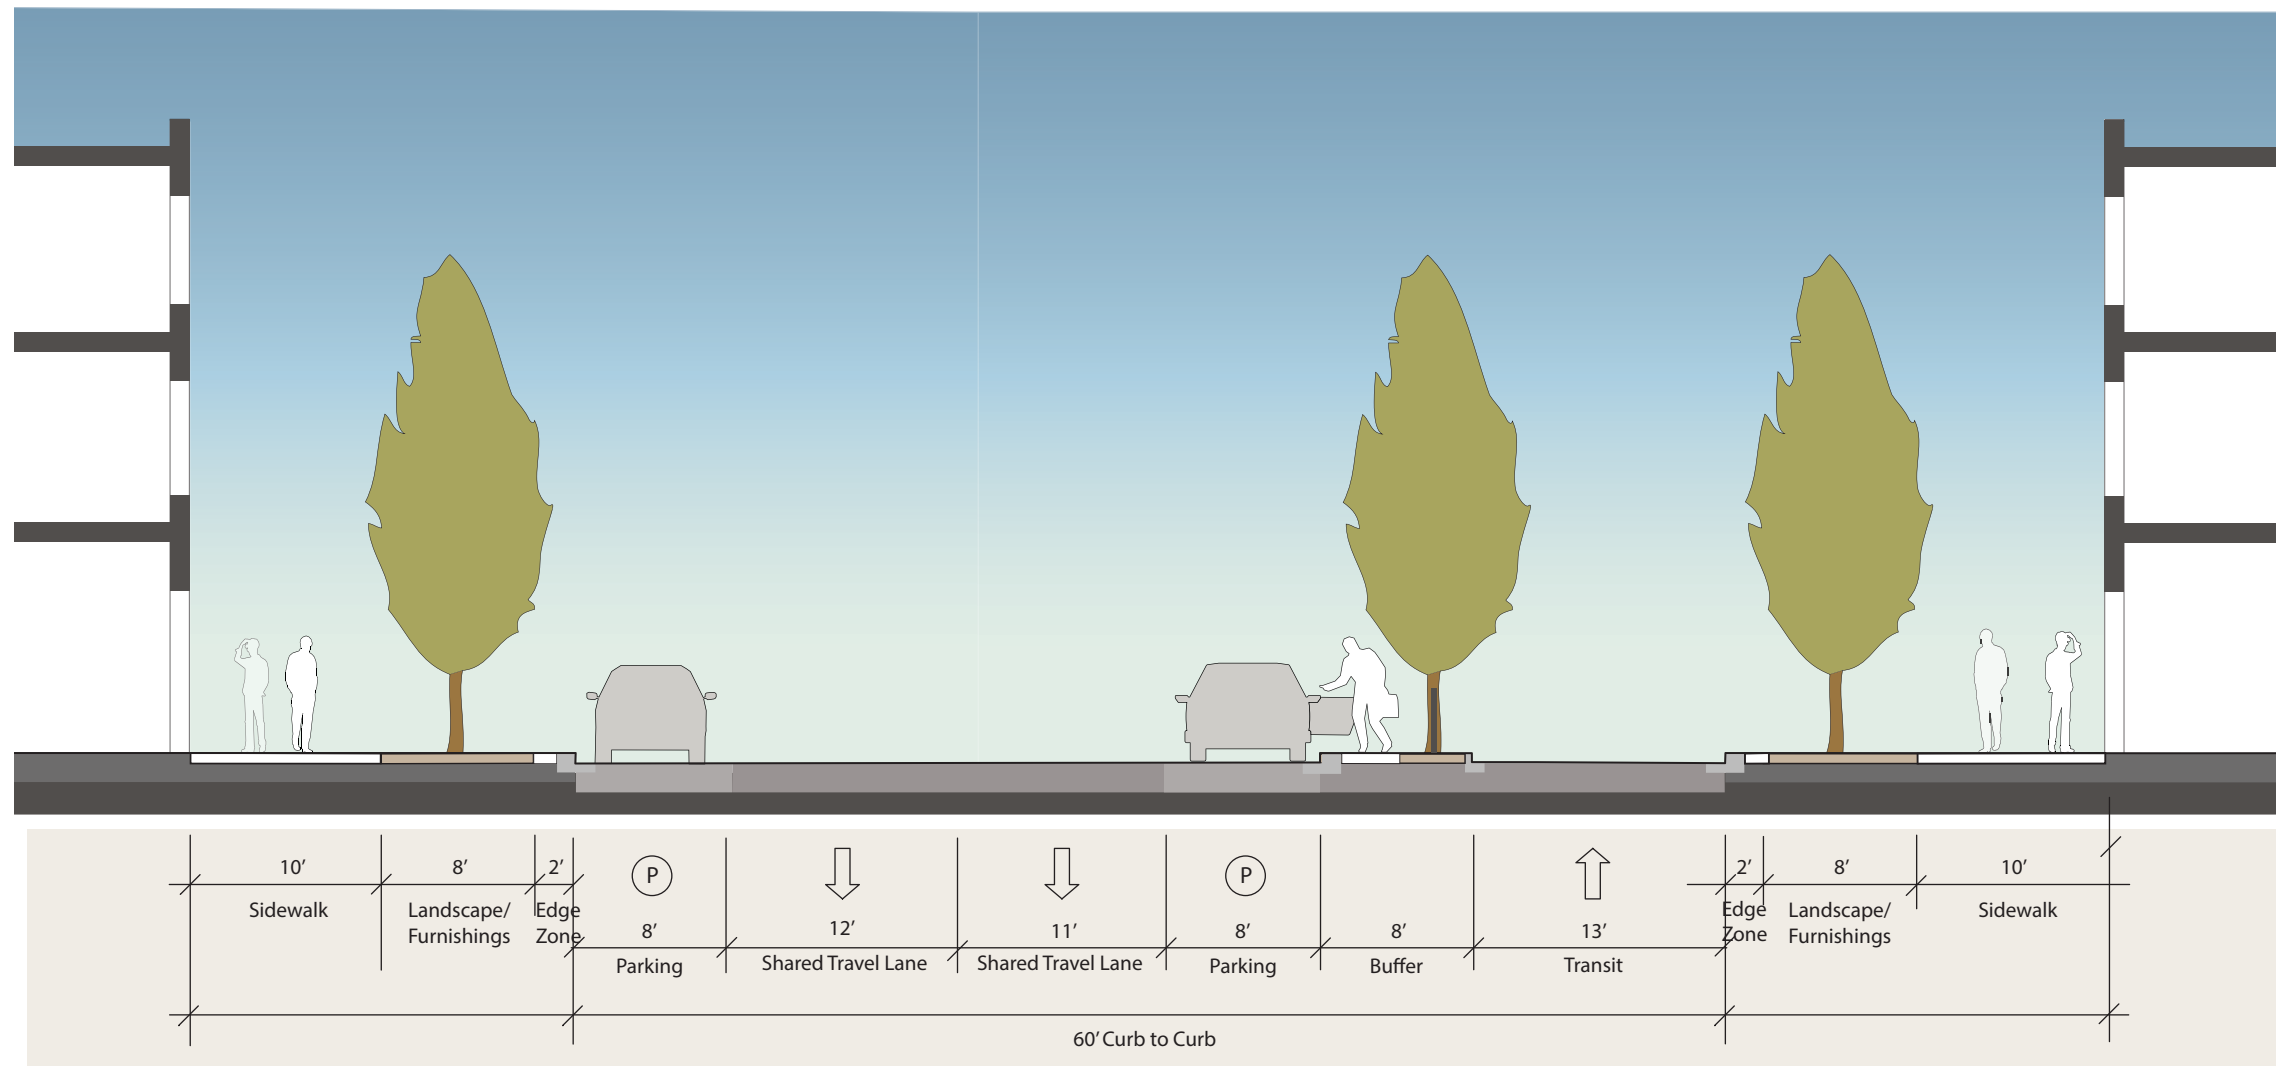 10’
8’
2’
P
P
2’
8’
10’
Sidewalk
Landscape/
Furnishings
Edge
Zone
8’
12’
11’
8’
8’
13’
Edge
Zone
Landscape/
Furnishings
Sidewalk
Parking
Shared Travel Lane
Shared Travel Lane
Parking
Buffer
Transit
60’ Curb to Curb